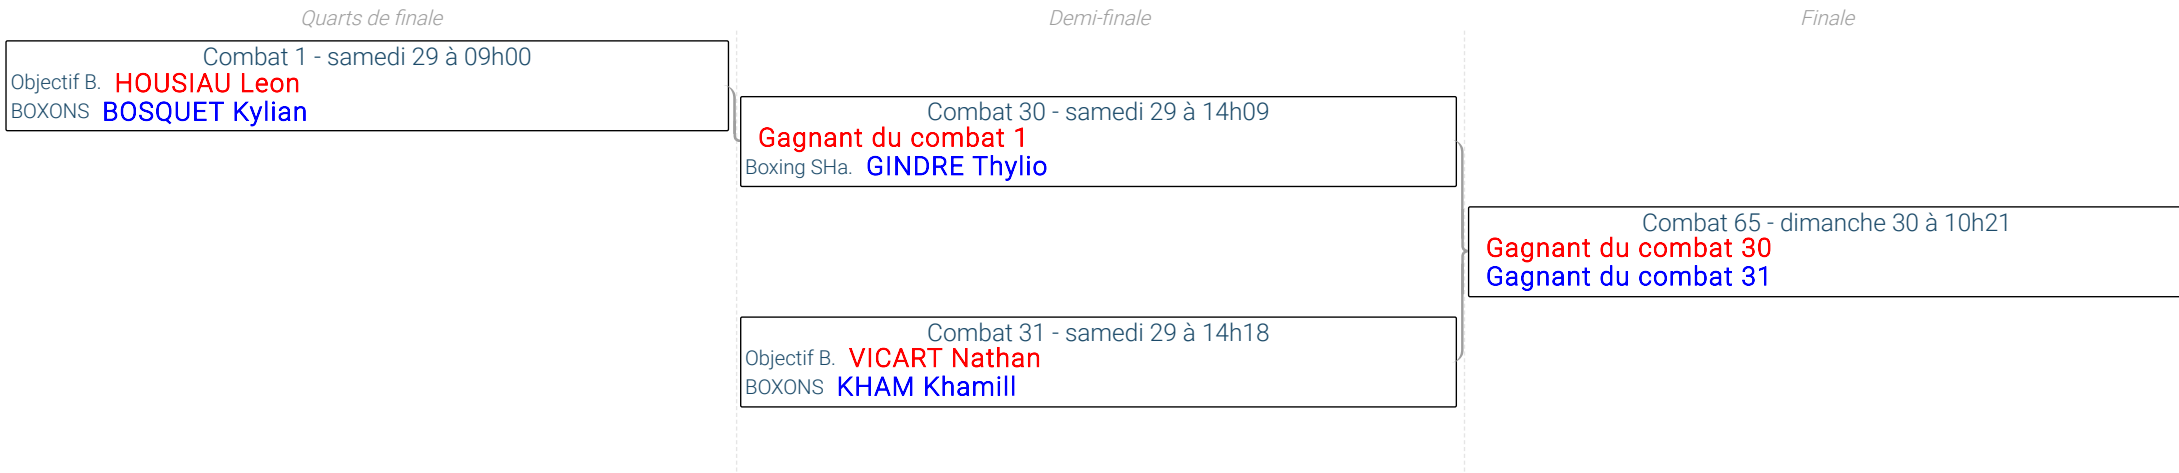 Quarts de finale
Demi-finale
Finale
Combat 1 - samedi 29 à 09h00
Objectif B. HOUSIAU Leon
BOXONS BOSQUET Kylian
Combat 30 - samedi 29 à 14h09
Gagnant du combat 1
Boxing SHa. GINDRE Thylio
Combat 65 - dimanche 30 à 10h21
Gagnant du combat 30
Gagnant du combat 31
Combat 31 - samedi 29 à 14h18
Objectif B. VICART Nathan
BOXONS KHAM Khamill